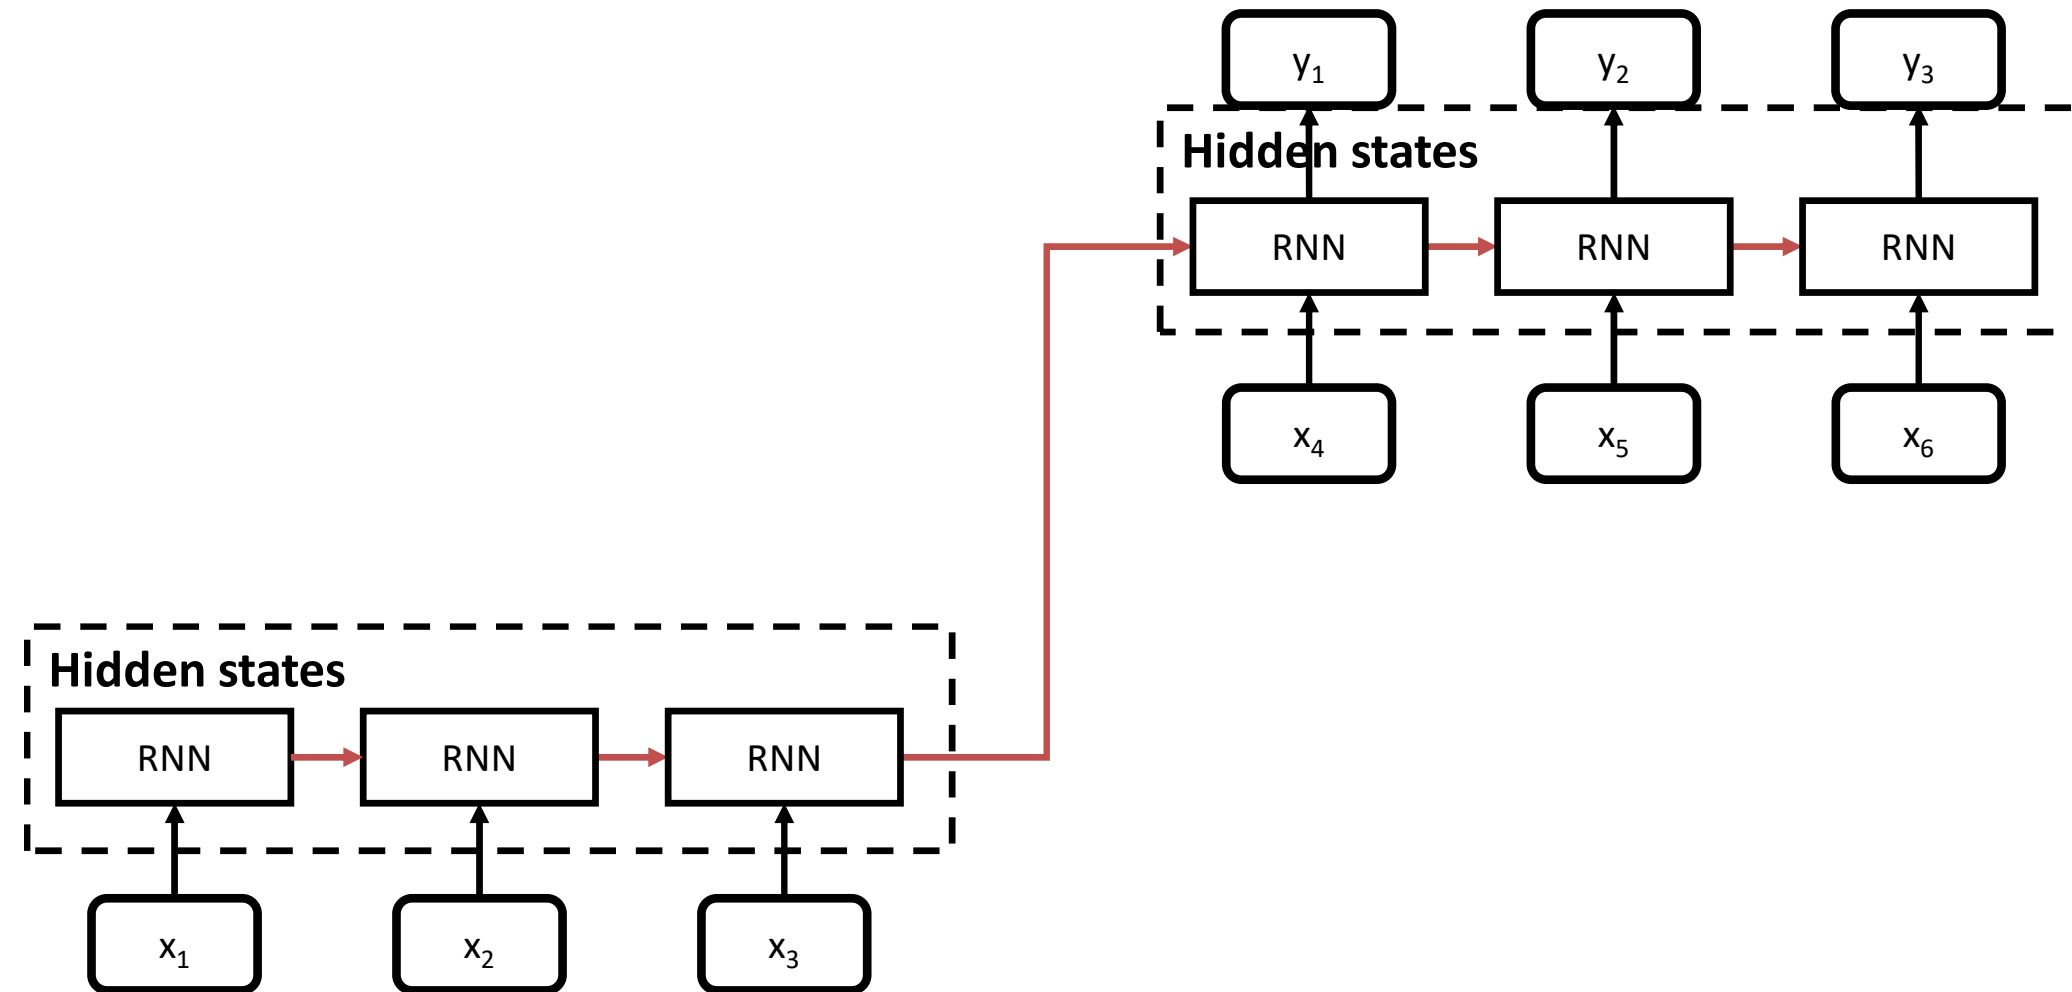 y₁ y₂ y₃
Hidden states
RNN RNN RNN
x₄ x₅ x₆
Hidden states
RNN RNN RNN
x₁ x₂ x₃